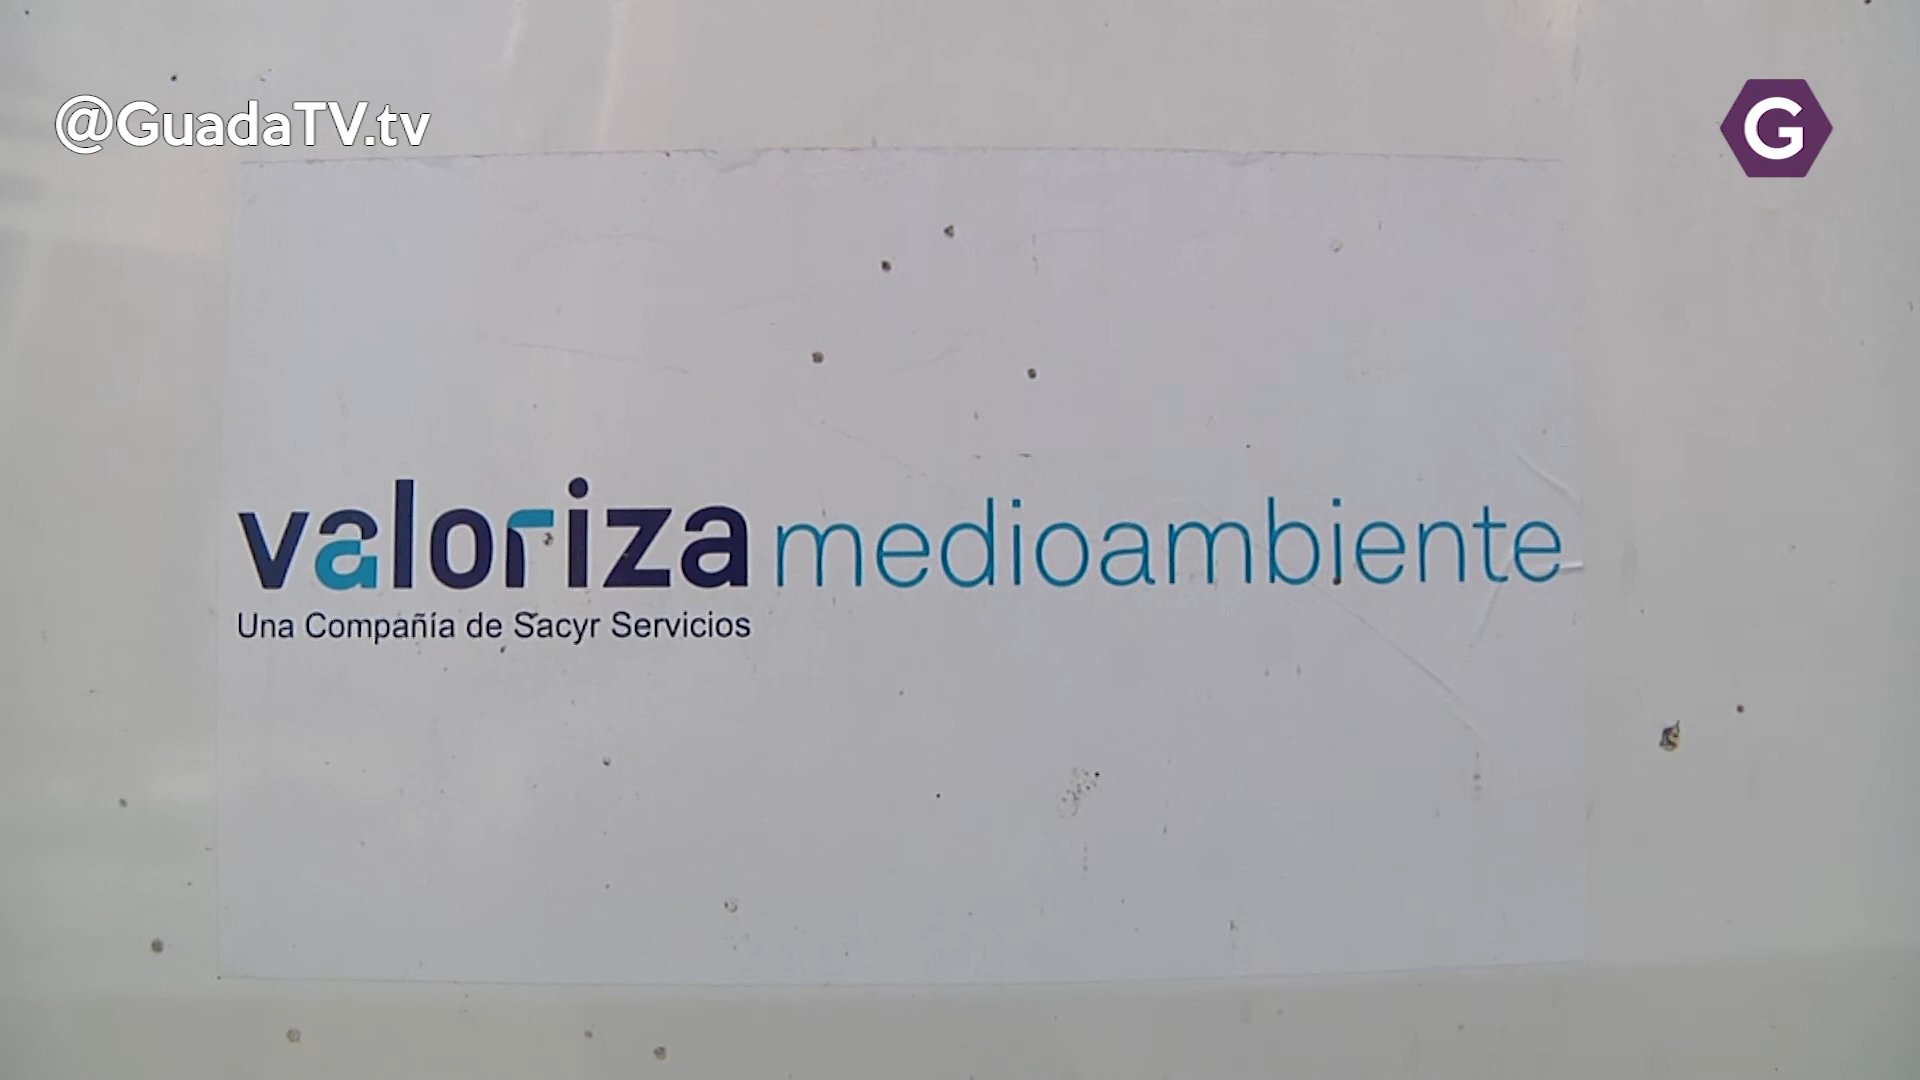 @GuadaTV.tv
G
valoriza medioambiente
Una Compañía de Sacyr Servicios